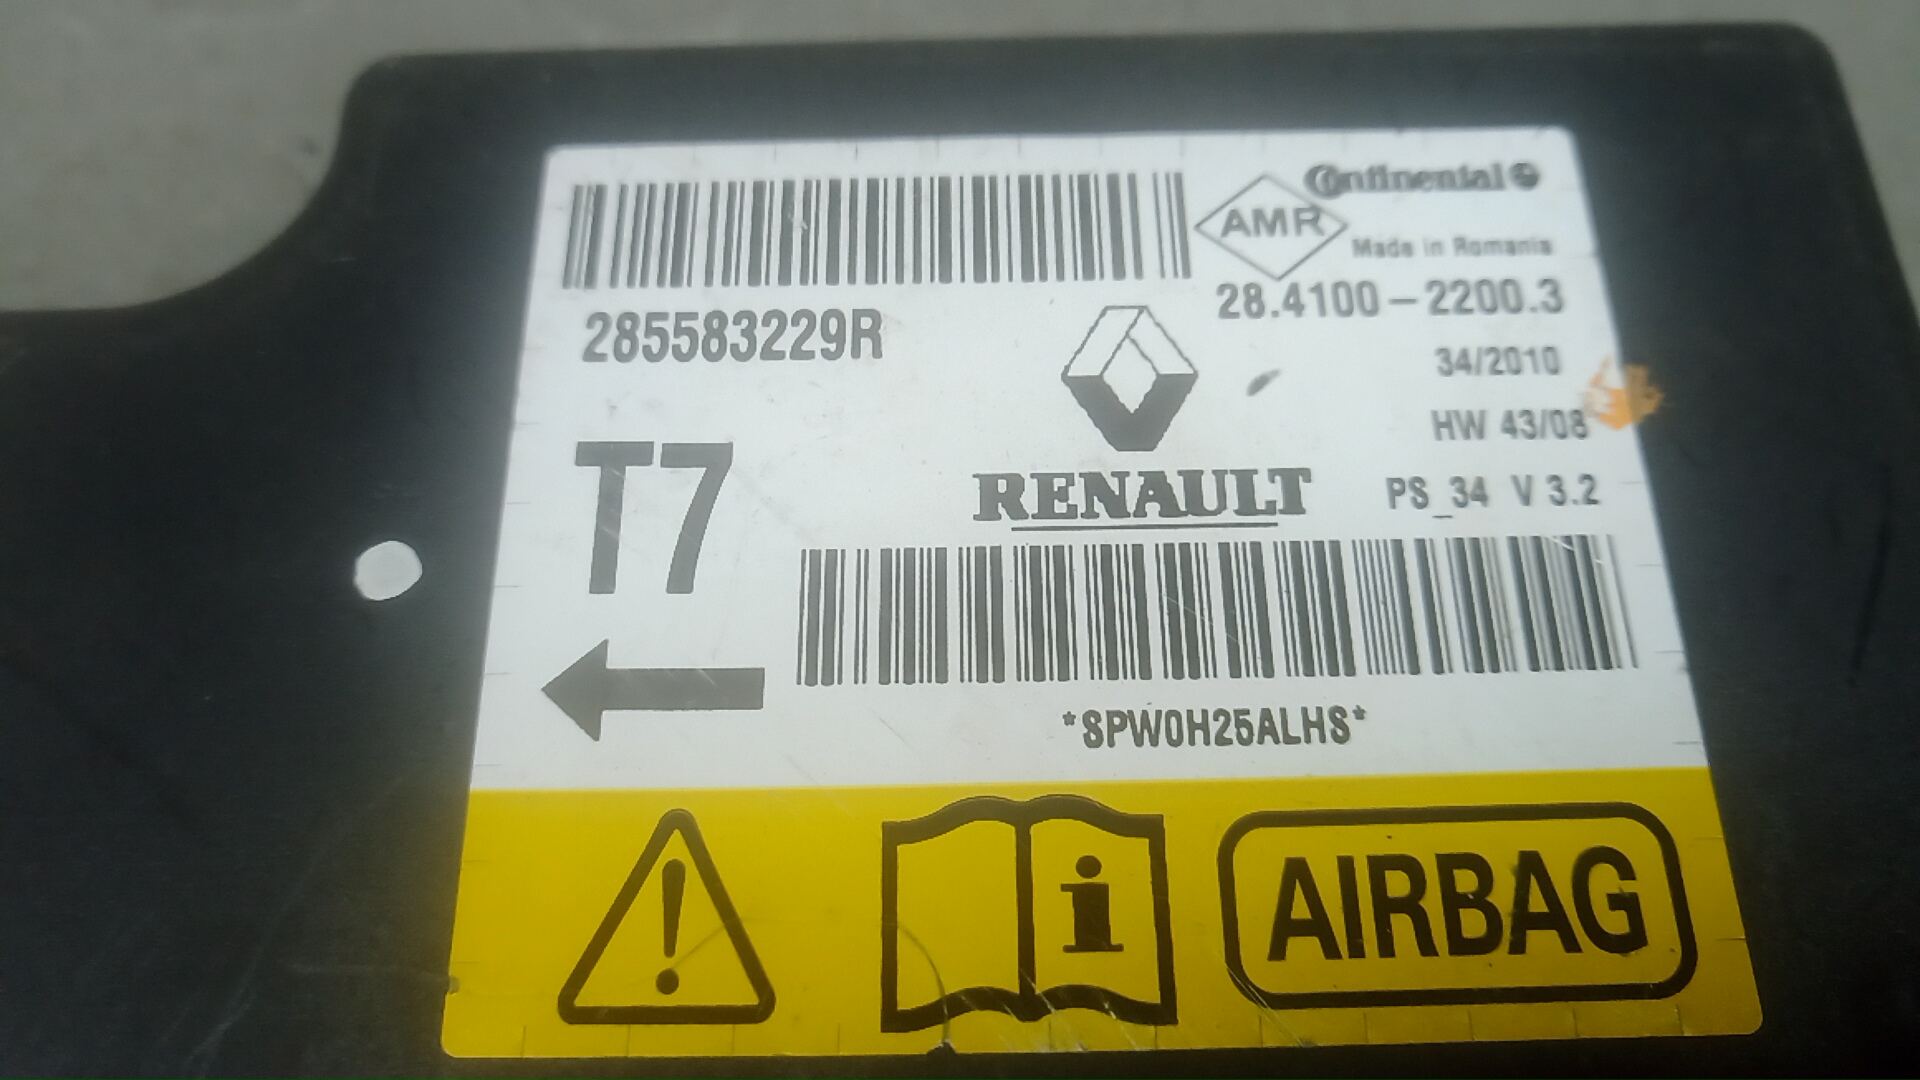 Continental
AMR
Made in Romania
285583229R
28.4100-2200.3
34/2010
HW 43/08
T7
RENAULT
PS_34 V 3.2
*SPW0H25ALHS*
! i AIRBAG